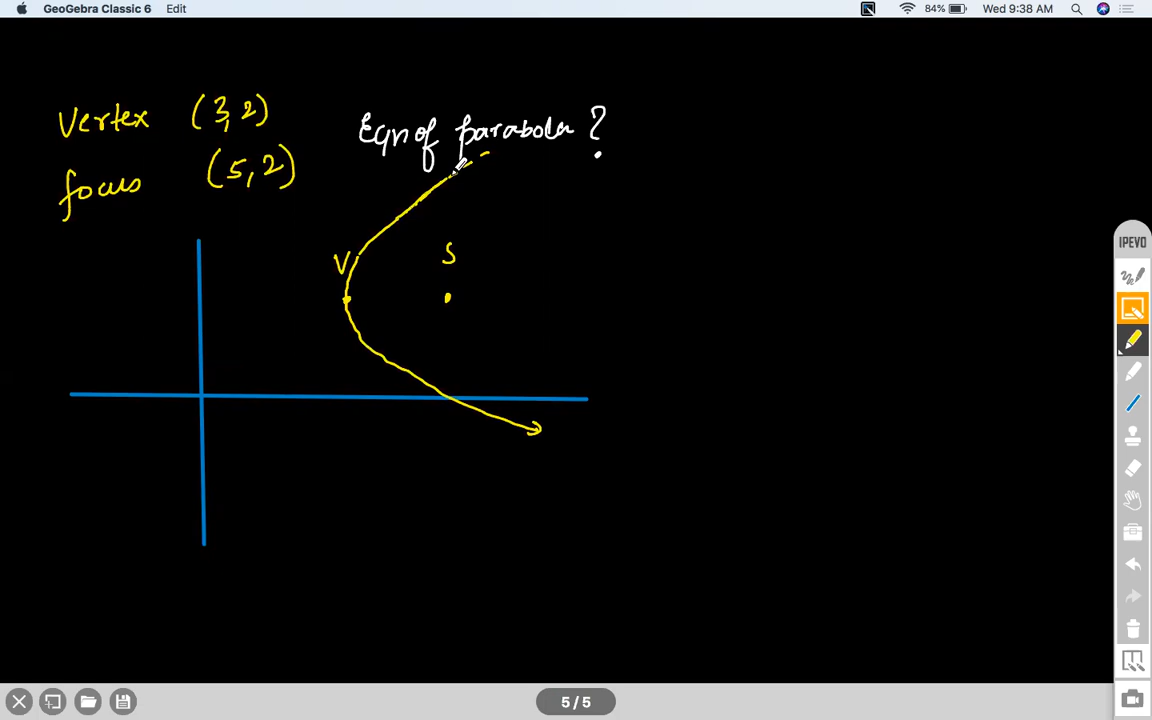 GeoGebra Classic 6 Edit 84% Wed 9:38 AM
Vertex (3,2)
focus (5,2)
Eqn of parabola ?
V S
IPEVO
5 / 5